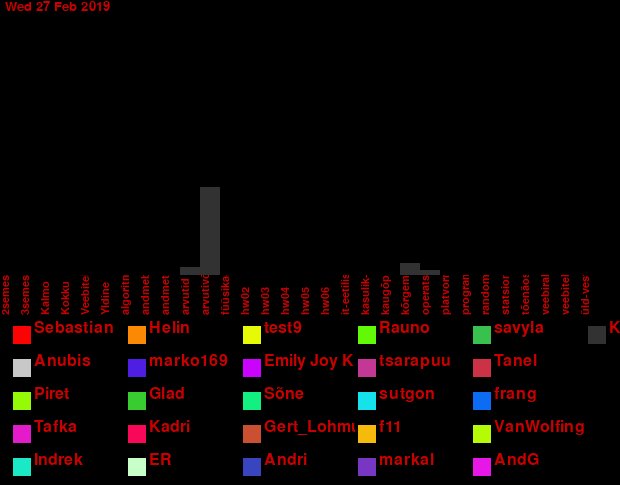 Wed 27 Feb 2019
2semes
3semes
Kalmo
Kokku
Veebite
Yldine
algoritn
andmet
andmet
arvutid
arvutivõ
füüsika
hw02
hw03
hw04
hw05
hw06
it-eetilis
kasulik-
kaugõp
kõrgem
operats
platvorı
progran
random
statsior
tõenäos
veebiral
veebitel
üld-ves
Sebastian Helin test9 Rauno savyla K
Anubis marko169 Emily Joy K tsarapuu Tanel
Piret Glad Sõne sutgon frang
Tafka Kadri Gert_Lohmu f11 VanWolfing
Indrek ER Andri markal AndG